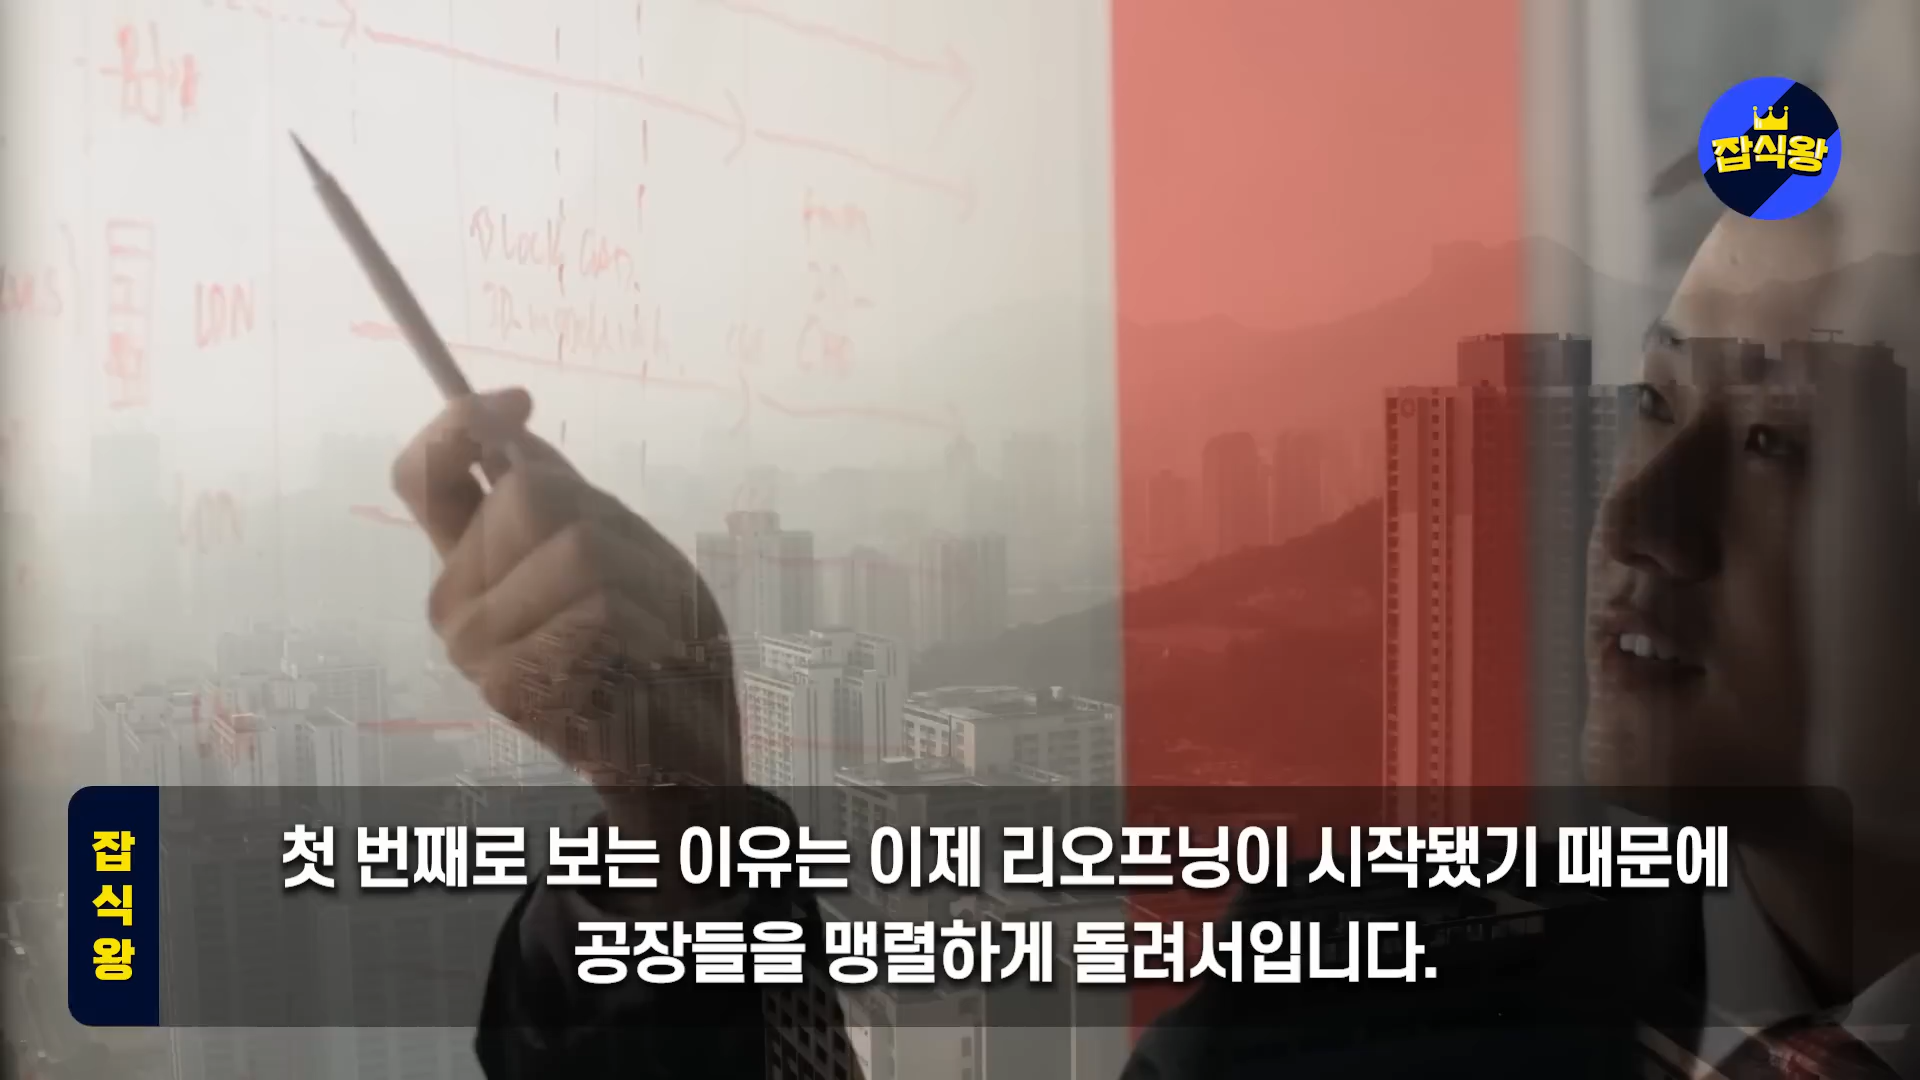 잡식왕
LDN
잡식왕
첫 번째로 보는 이유는 이제 리오프닝이 시작됐기 때문에
공장들을 맹렬하게 돌려서입니다.